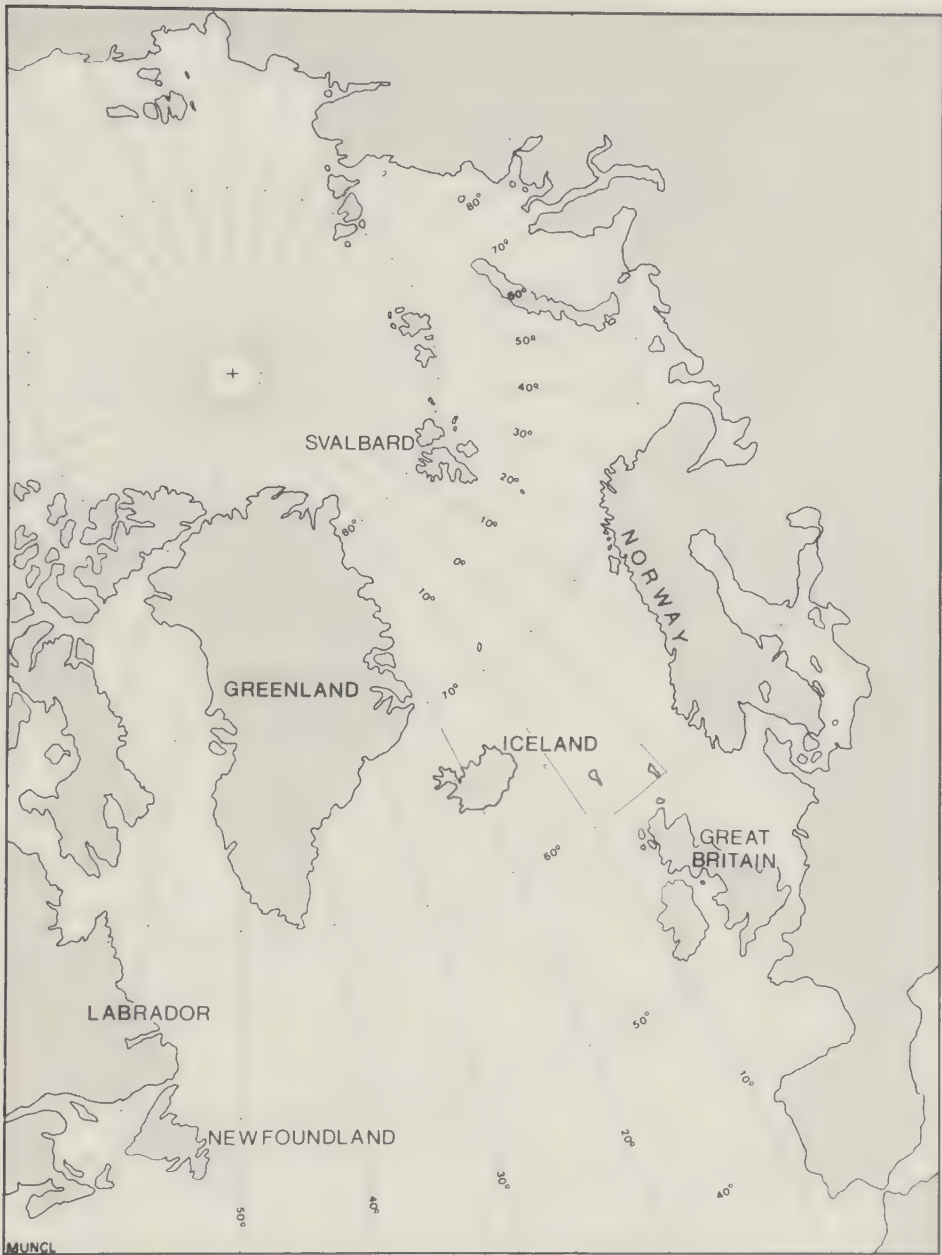 80°
70°
60°
50°
40°
30°
SVALBARD
20°
10°
80°
0°
10°
NORWAY
GREENLAND
70°
ICELAND
GREAT
BRITAIN
60°
LABRADOR
50°
10°
NEWFOUNDLAND
20°
30°
40°
40°
50°
MUNCL